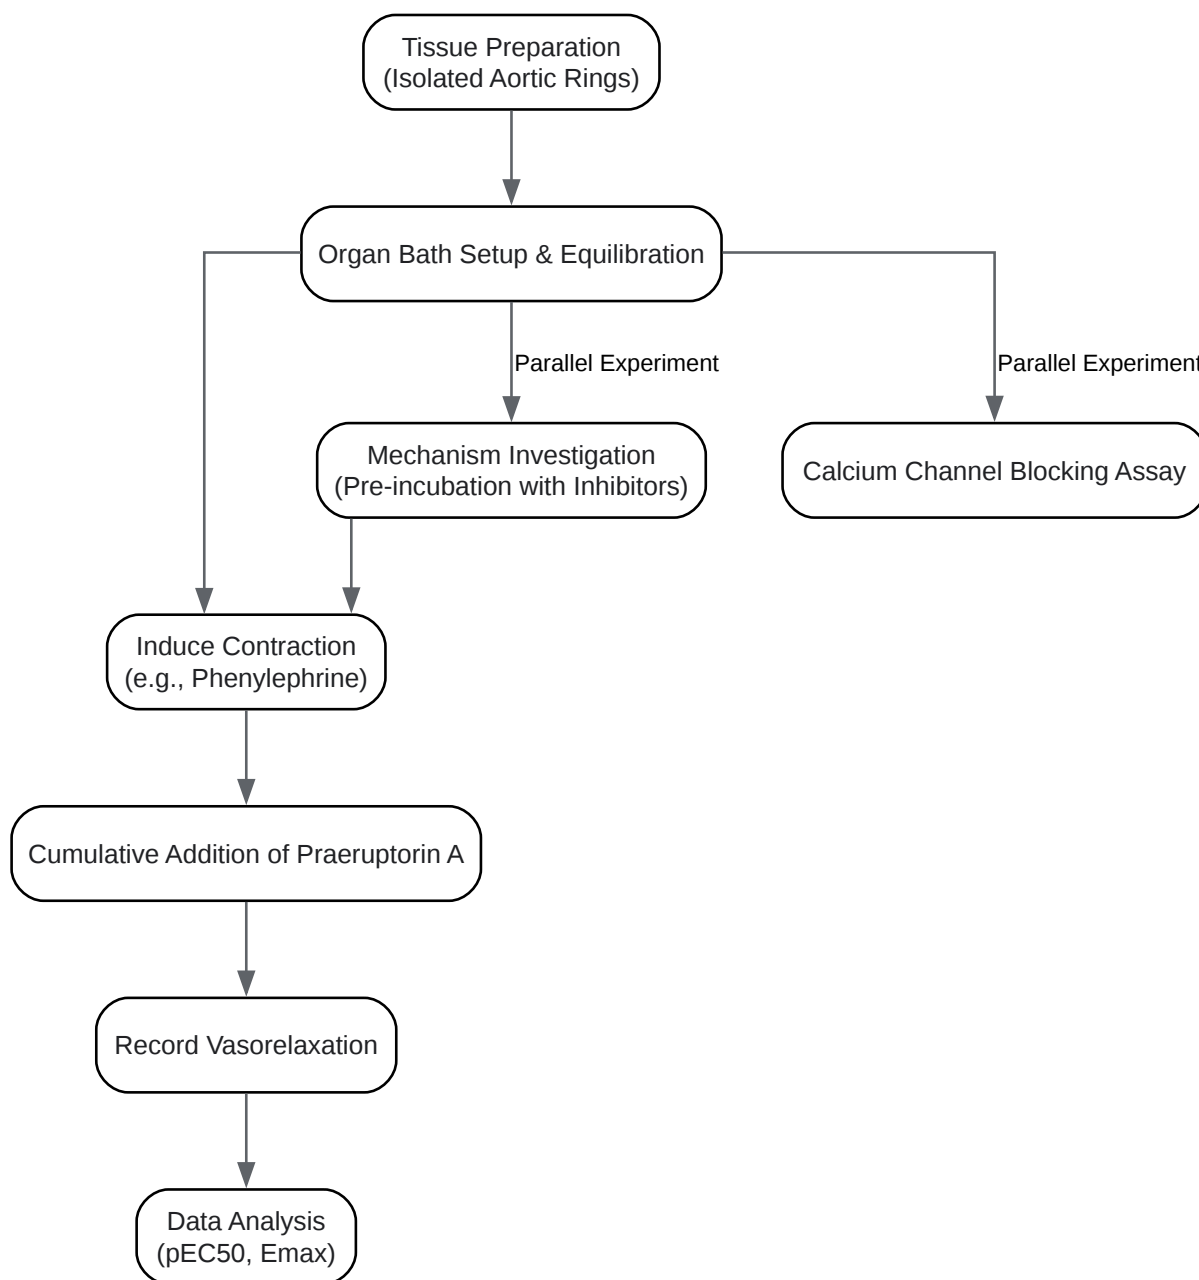 Tissue Preparation
(Isolated Aortic Rings)
Organ Bath Setup & Equilibration
Parallel Experiment
Parallel Experiment
Mechanism Investigation
(Pre-incubation with Inhibitors)
Calcium Channel Blocking Assay
Induce Contraction
(e.g., Phenylephrine)
Cumulative Addition of Praeruptorin A
Record Vasorelaxation
Data Analysis
(pEC50, Emax)